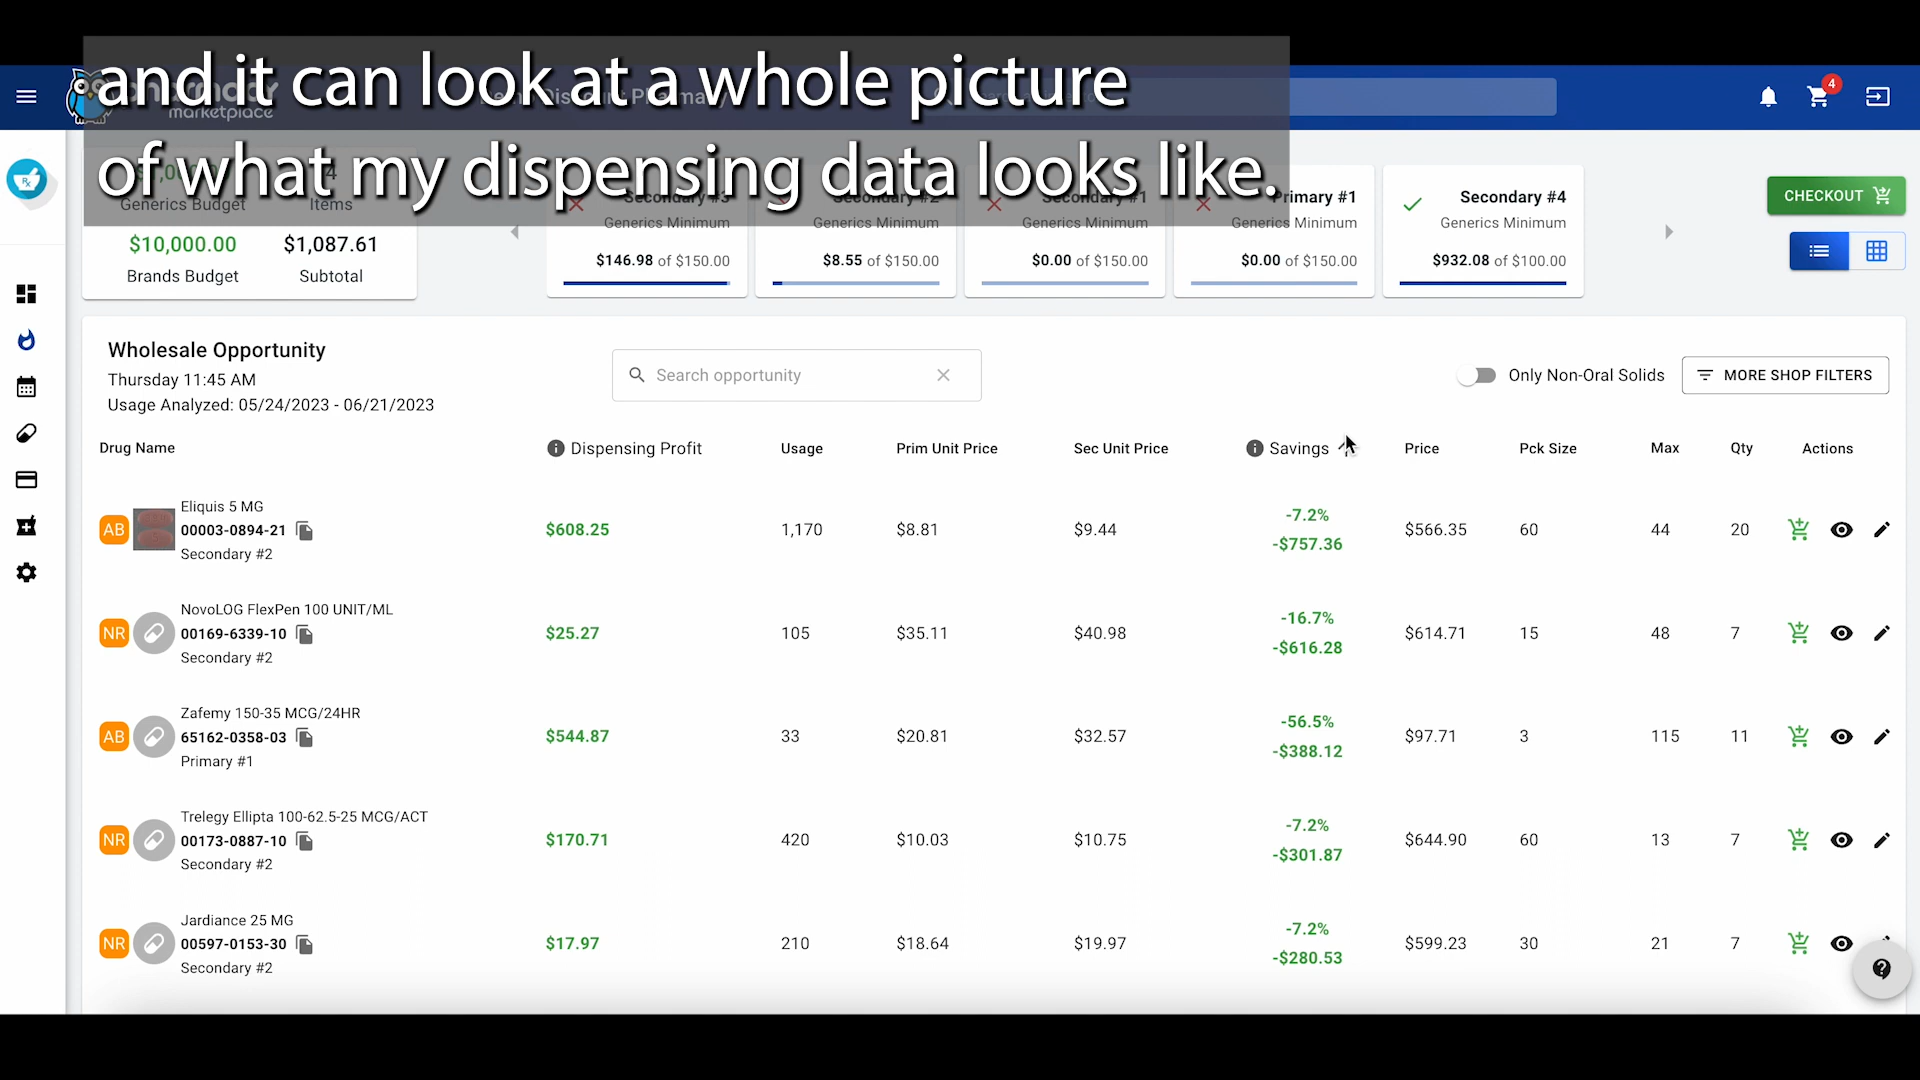 and it can look at a whole picture
of what my dispensing data looks like.
marketplace
4
Generics Budget
Items
$10,000.00
$1,087.61
Brands Budget
Subtotal
Secondary #3
Generics Minimum
$146.98 of $150.00
Secondary #2
Generics Minimum
$8.55 of $150.00
Secondary #1
Generics Minimum
$0.00 of $150.00
Primary #1
Generics Minimum
$0.00 of $150.00
Secondary #4
Generics Minimum
$932.08 of $100.00
CHECKOUT
Wholesale Opportunity
Thursday 11:45 AM
Usage Analyzed: 05/24/2023 - 06/21/2023
Search opportunity
Only Non-Oral Solids
MORE SHOP FILTERS
Drug Name Dispensing Profit Usage Prim Unit Price Sec Unit Price Savings Price Pck Size Max Qty Actions
Eliquis 5 MG
AB 00003-0894-21 $608.25 1,170 $8.81 $9.44 -7.2% $566.35 60 44 20
Secondary #2 -$757.36
NovoLOG FlexPen 100 UNIT/ML
NR 00169-6339-10 $25.27 105 $35.11 $40.98 -16.7% $614.71 15 48 7
Secondary #2 -$616.28
Zafemy 150-35 MCG/24HR
AB 65162-0358-03 $544.87 33 $20.81 $32.57 -56.5% $97.71 3 115 11
Primary #1 -$388.12
Trelegy Ellipta 100-62.5-25 MCG/ACT
NR 00173-0887-10 $170.71 420 $10.03 $10.75 -7.2% $644.90 60 13 7
Secondary #2 -$301.87
Jardiance 25 MG
NR 00597-0153-30 $17.97 210 $18.64 $19.97 -7.2% $599.23 30 21 7
Secondary #2 -$280.53